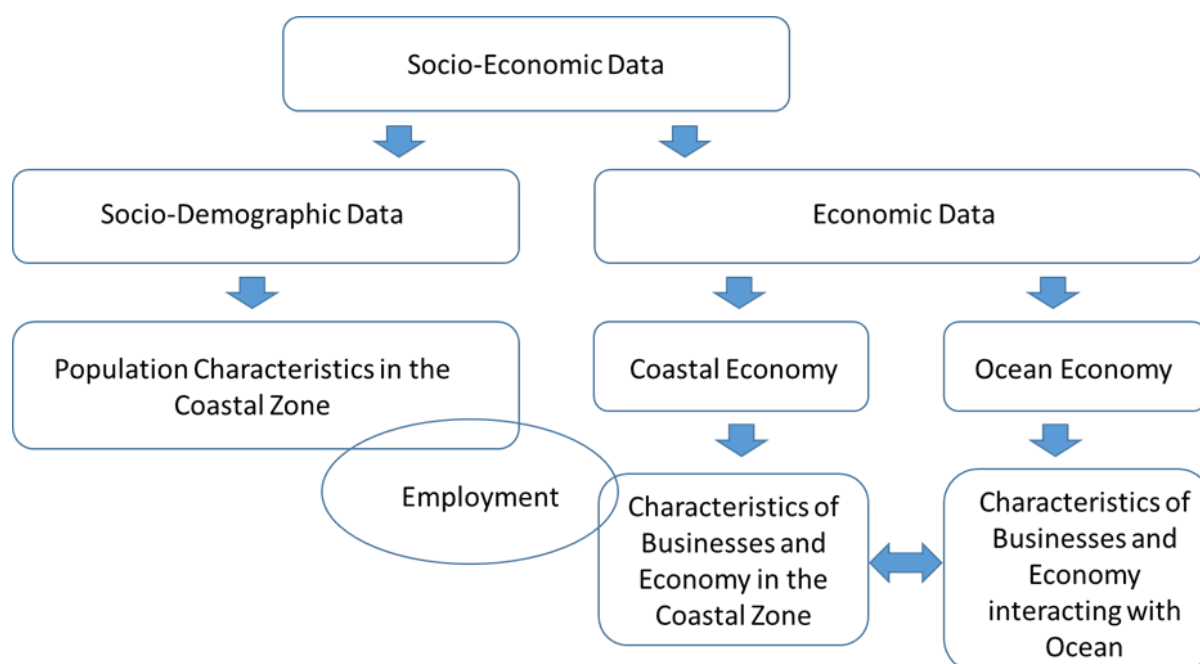 Socio-Economic Data
Socio-Demographic Data
Economic Data
Population Characteristics in the
Coastal Zone
Coastal Economy
Ocean Economy
Employment
Characteristics of
Businesses and
Economy in the
Coastal Zone
Characteristics of
Businesses and
Economy
interacting with
Ocean